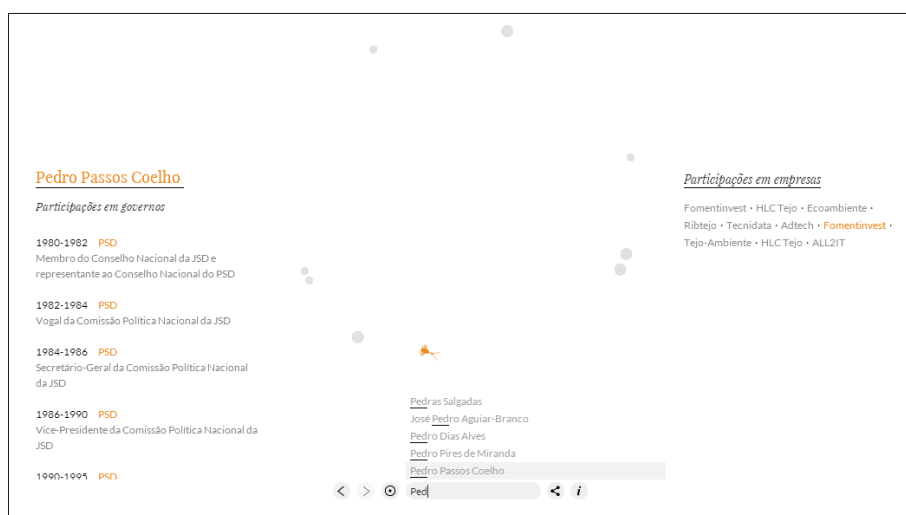 Pedro Passos Coelho
Participações em governos
1980-1982 PSD
Membro do Conselho Nacional da JSD e
representante ao Conselho Nacional do PSD
1982-1984 PSD
Vogal da Comissão Política Nacional da JSD
1984-1986 PSD
Secretário-Geral da Comissão Política Nacional
da JSD
1986-1990 PSD
Vice-Presidente da Comissão Política Nacional da
JSD
1990-1995 PSD
Participações em empresas
Fomentinvest · HLC Tejo · Ecoambiente ·
Ribtejo · Tecnidata · Adtech · Fomentinvest ·
Tejo-Ambiente · HLC Tejo · ALL2IT
Pedras Salgadas
José Pedro Aguiar-Branco
Pedro Dias Alves
Pedro Pires de Miranda
Pedro Passos Coelho
Ped
i